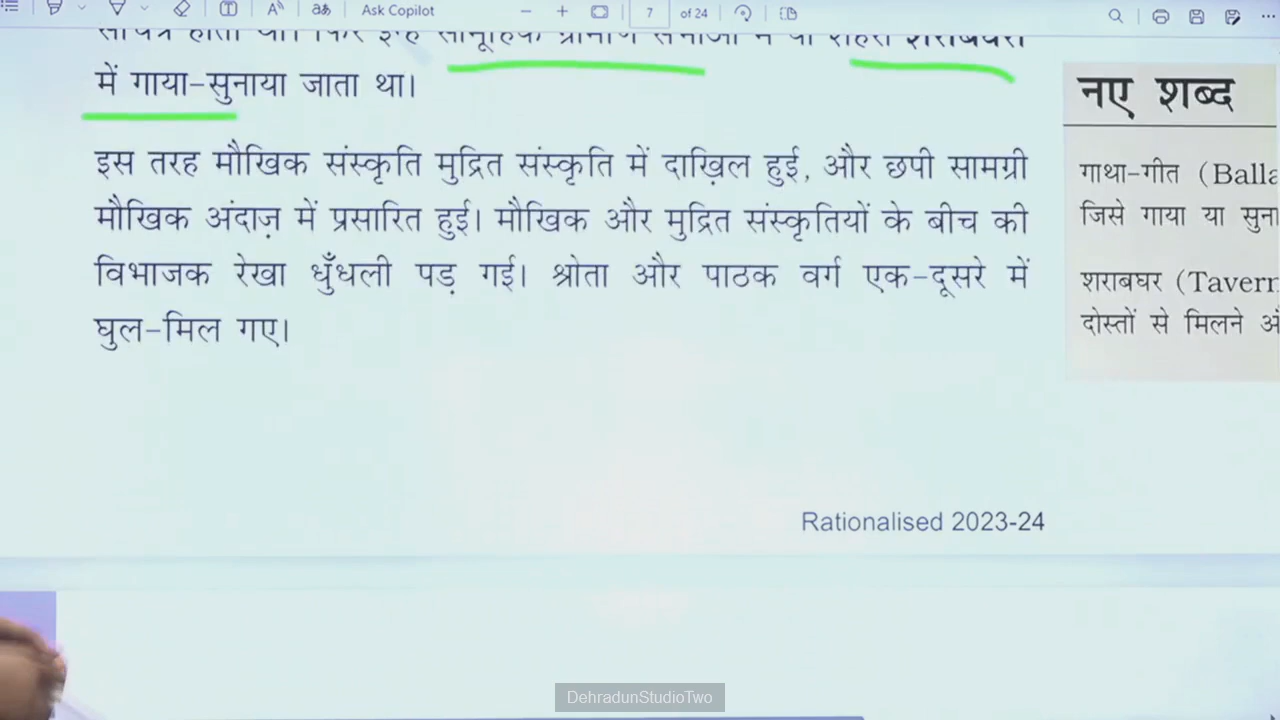 Ask Copilot
7 of 24
में गाया-सुनाया जाता था।
इस तरह मौखिक संस्कृति मुद्रित संस्कृति में दाख़िल हुई, और छपी सामग्री
मौखिक अंदाज़ में प्रसारित हुई। मौखिक और मुद्रित संस्कृतियों के बीच की
विभाजक रेखा धुँधली पड़ गई। श्रोता और पाठक वर्ग एक-दूसरे में
घुल-मिल गए।
नए शब्द
गाथा-गीत (Balla
जिसे गाया या सुना
शराबघर (Tavern
दोस्तों से मिलने
Rationalised 2023-24
DehradunStudioTwo